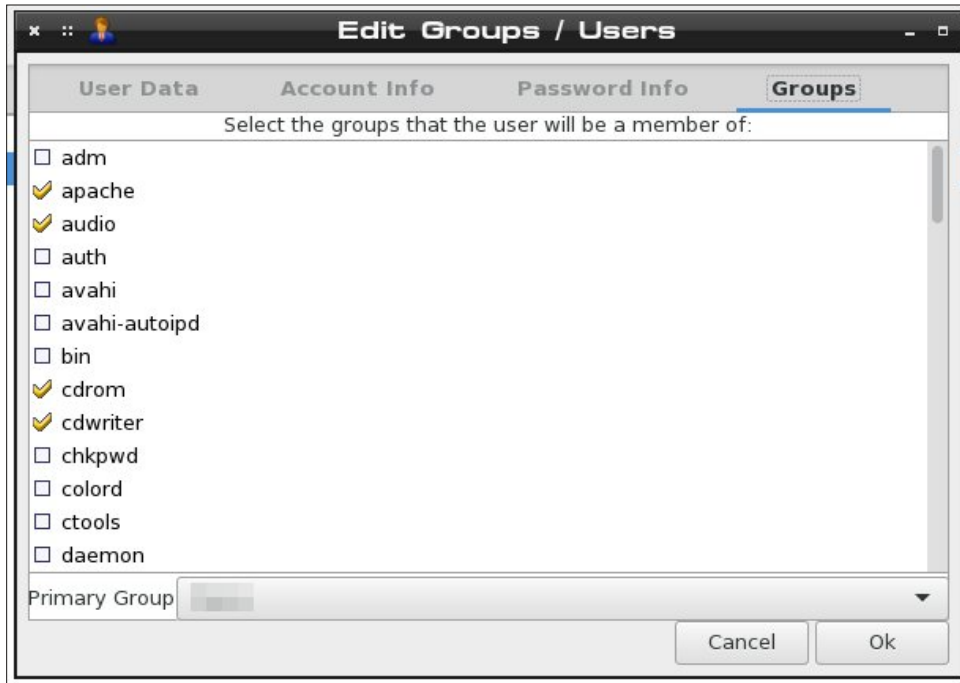 Edit Groups / Users
User Data Account Info Password Info Groups
Select the groups that the user will be a member of:
adm
apache
audio
auth
avahi
avahi-autoipd
bin
cdrom
cdwriter
chkpwd
colord
ctools
daemon
Primary Group
Cancel Ok